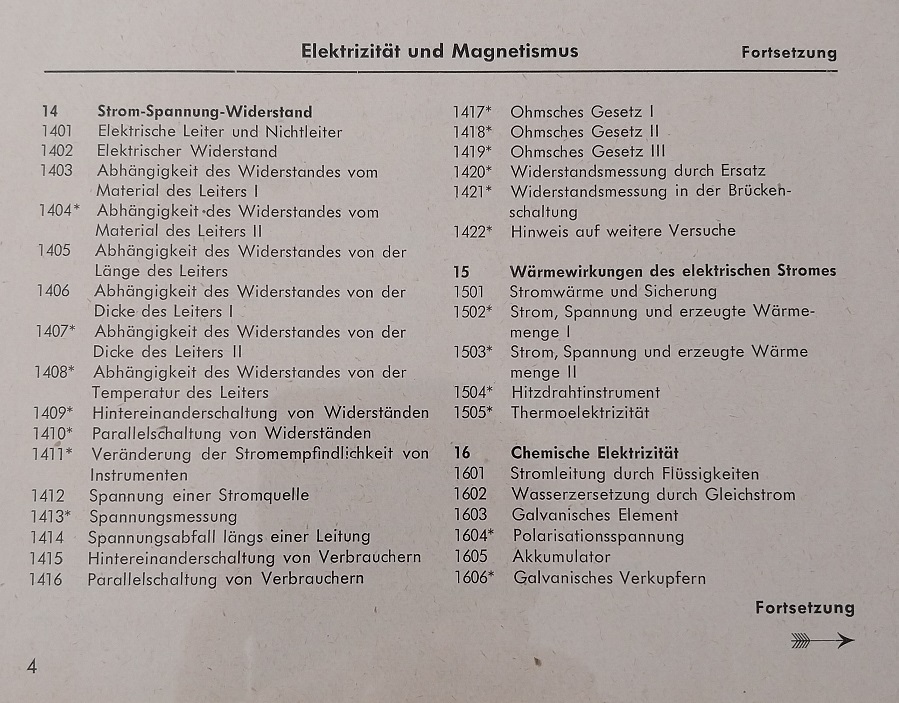 Elektrizität und Magnetismus Fortsetzung
14 Strom-Spannung-Widerstand
1401 Elektrische Leiter und Nichtleiter
1402 Elektrischer Widerstand
1403 Abhängigkeit des Widerstandes vom
Material des Leiters I
1404* Abhängigkeit des Widerstandes vom
Material des Leiters II
1405 Abhängigkeit des Widerstandes von der
Länge des Leiters
1406 Abhängigkeit des Widerstandes von der
Dicke des Leiters I
1407* Abhängigkeit des Widerstandes von der
Dicke des Leiters II
1408* Abhängigkeit des Widerstandes von der
Temperatur des Leiters
1409* Hintereinanderschaltung von Widerständen
1410* Parallelschaltung von Widerständen
1411* Veränderung der Stromempfindlichkeit von
Instrumenten
1412 Spannung einer Stromquelle
1413* Spannungsmessung
1414 Spannungsabfall längs einer Leitung
1415 Hintereinanderschaltung von Verbrauchern
1416 Parallelschaltung von Verbrauchern
1417* Ohmsches Gesetz I
1418* Ohmsches Gesetz II
1419* Ohmsches Gesetz III
1420* Widerstandsmessung durch Ersatz
1421* Widerstandsmessung in der Brücken-
schaltung
1422* Hinweis auf weitere Versuche
15 Wärmewirkungen des elektrischen Stromes
1501 Stromwärme und Sicherung
1502* Strom, Spannung und erzeugte Wärme-
menge I
1503* Strom, Spannung und erzeugte Wärme
menge II
1504* Hitzdrahtinstrument
1505* Thermoelektrizität
16 Chemische Elektrizität
1601 Stromleitung durch Flüssigkeiten
1602 Wasserzersetzung durch Gleichstrom
1603 Galvanisches Element
1604* Polarisationsspannung
1605 Akkumulator
1606* Galvanisches Verkupfern
Fortsetzung
4